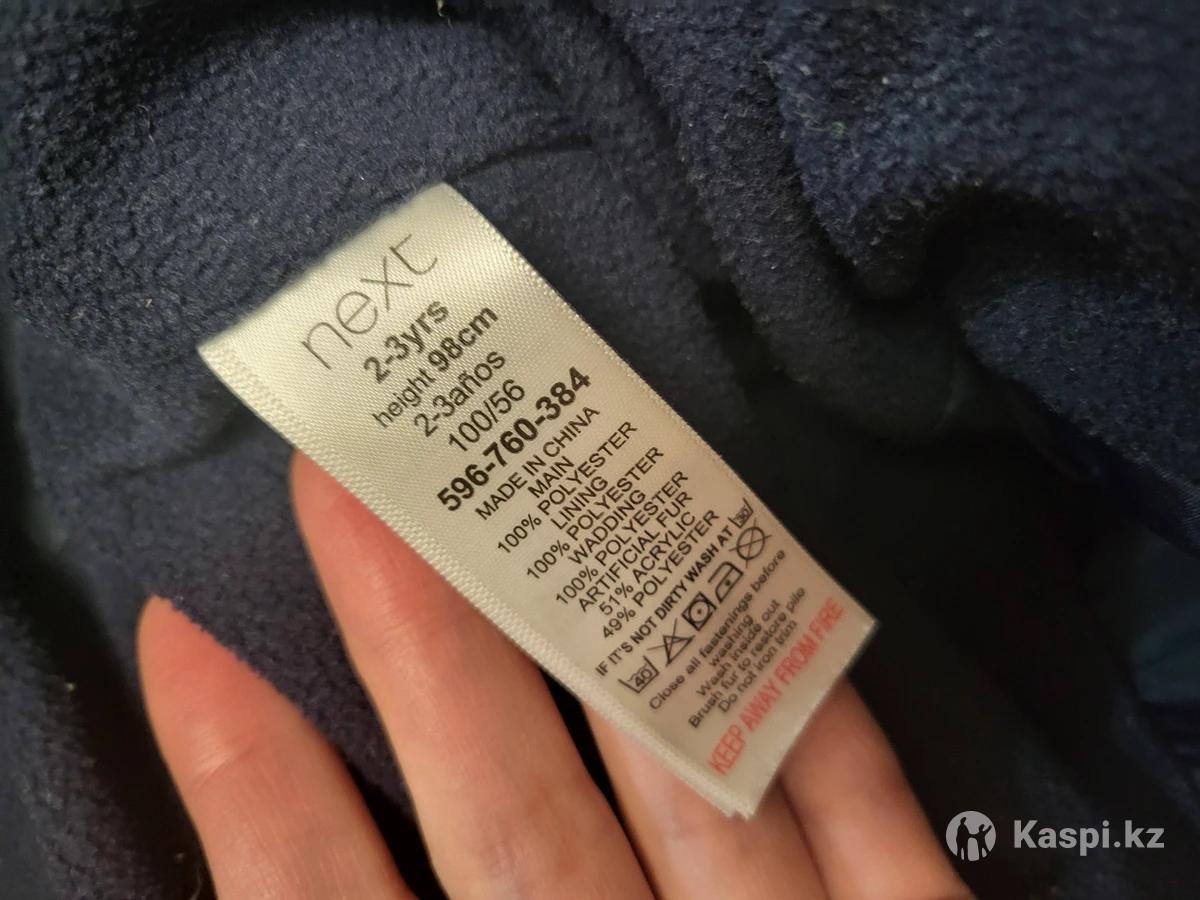 next
2-3yrs
height 98cm
2-3años
100/56
596-760-384
MADE IN CHINA
MAIN
100% POLYESTER
LINING
100% POLYESTER
WADDING
100% POLYESTER
ARTIFICIAL FUR
51% ACRYLIC
49% POLYESTER
IF IT'S NOT DIRTY WASH AT 30
40
Close all fastenings before
washing
Wash inside out
Brush fur to restore pile
Do not iron trim
KEEP AWAY FROM FIRE
Kaspi.kz